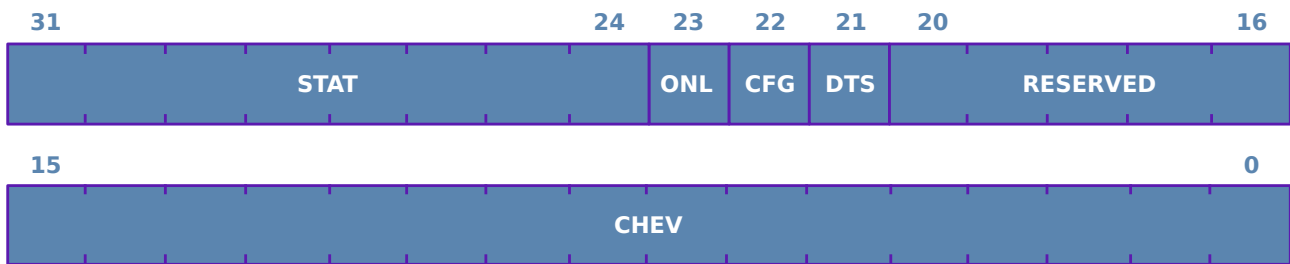 31 24 23 22 21 20 16
STAT ONL CFG DTS RESERVED
15 0
CHEV